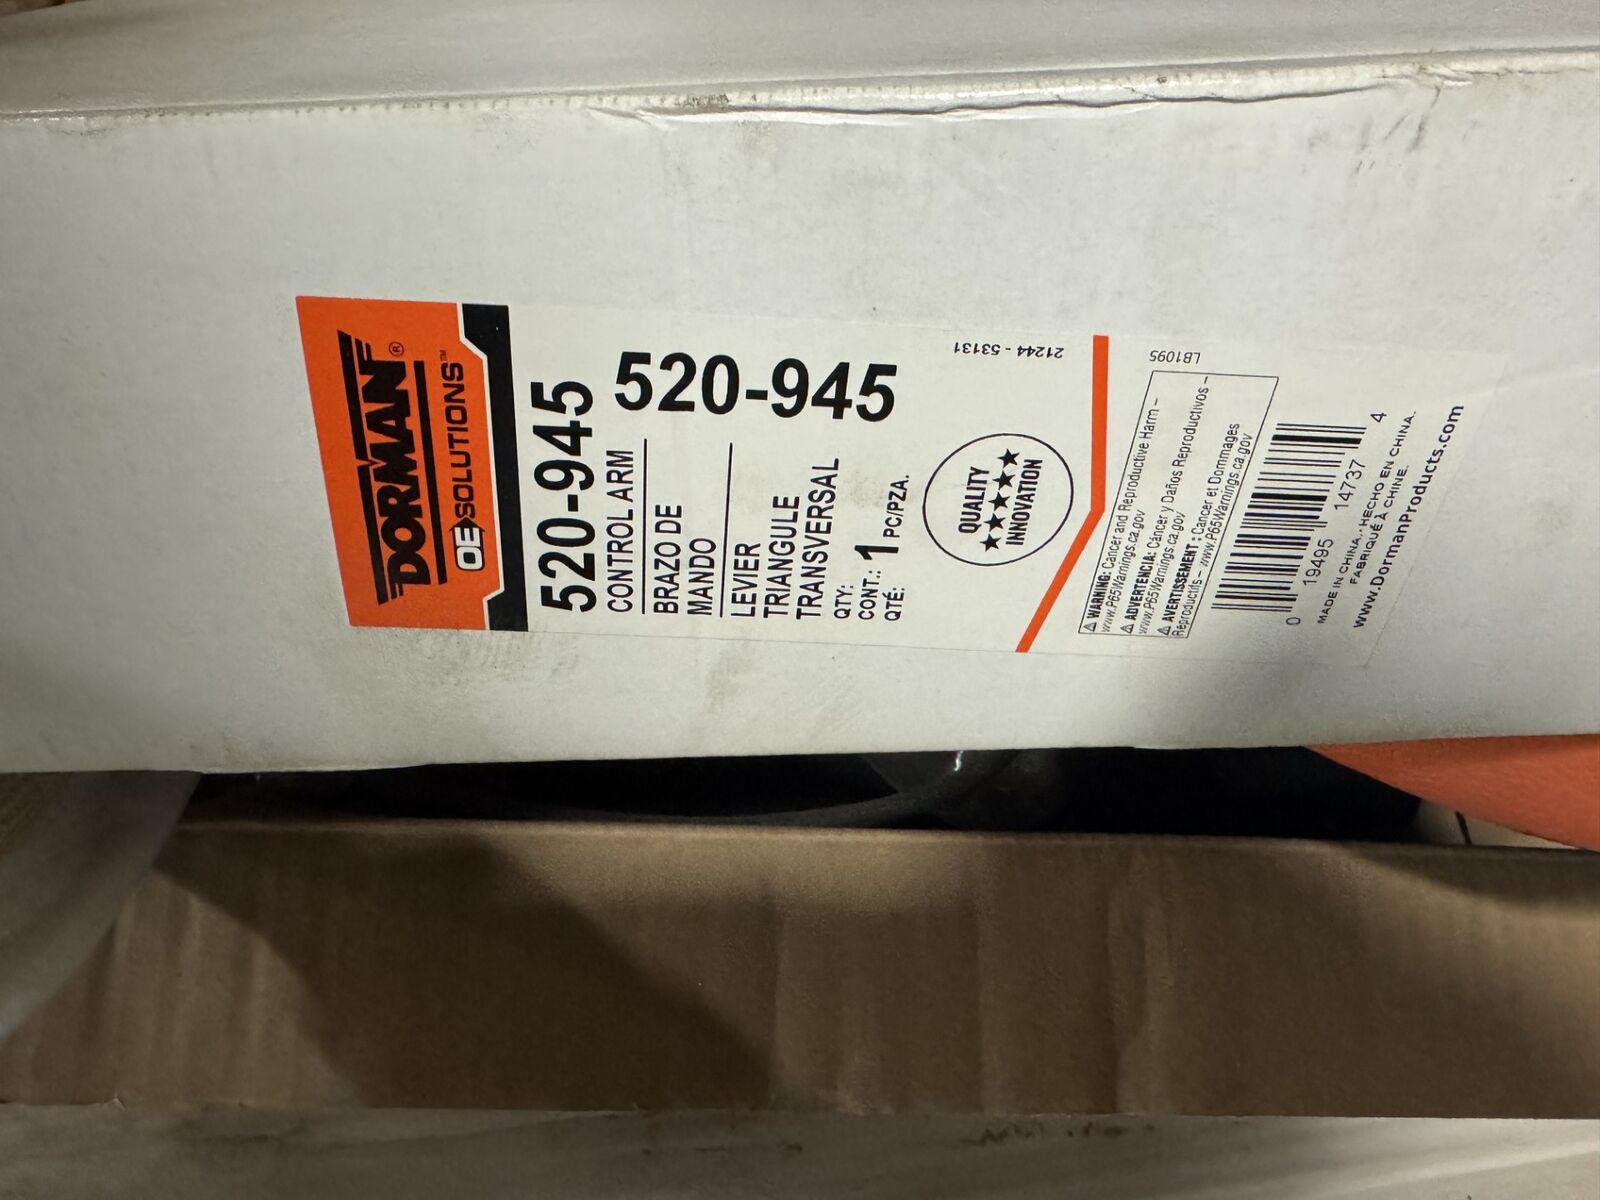 DORMAN®
OE SOLUTIONS™
520-945
520-945
CONTROL ARM
BRAZO DE
MANDO
LEVIER
TRIANGULE
TRANSVERSAL
QTY:
CONT.: 1 PC/PZA.
QTÉ:
QUALITY
★★★★★
INNOVATION
21244 - 53131
LB1095
⚠ WARNING: Cancer and Reproductive Harm –
www.P65Warnings.ca.gov
⚠ ADVERTENCIA: Cáncer y Daños Reproductivos –
www.P65Warnings.ca.gov
⚠ AVERTISSEMENT : Cancer et Dommages
Reproductifs – www.P65Warnings.ca.gov
0 19495 14737 4
MADE IN CHINA. HECHO EN CHINA.
FABRIQUÉ À CHINE.
www.DormanProducts.com